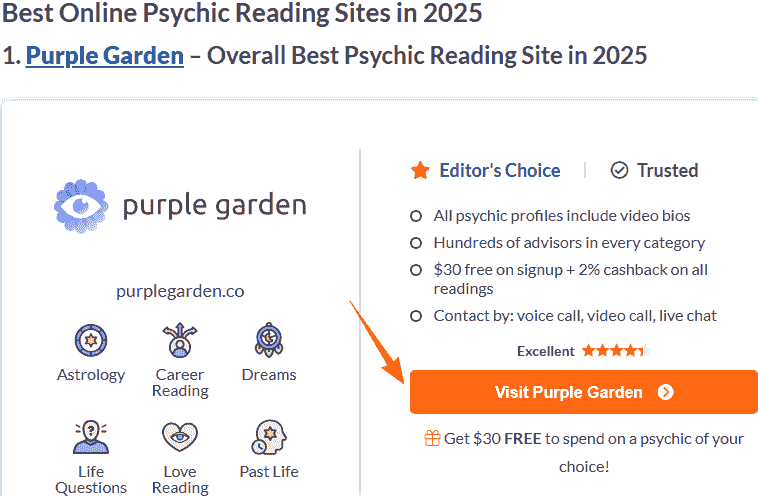 Best Online Psychic Reading Sites in 2025
1. Purple Garden – Overall Best Psychic Reading Site in 2025
purple garden
purplegarden.co
Astrology
Career
Reading
Dreams
Life
Questions
Love
Reading
Past Life
Editor's Choice
Trusted
All psychic profiles include video bios
Hundreds of advisors in every category
$30 free on signup + 2% cashback on all
readings
Contact by: voice call, video call, live chat
Excellent
Visit Purple Garden
Get $30 FREE to spend on a psychic of your
choice!